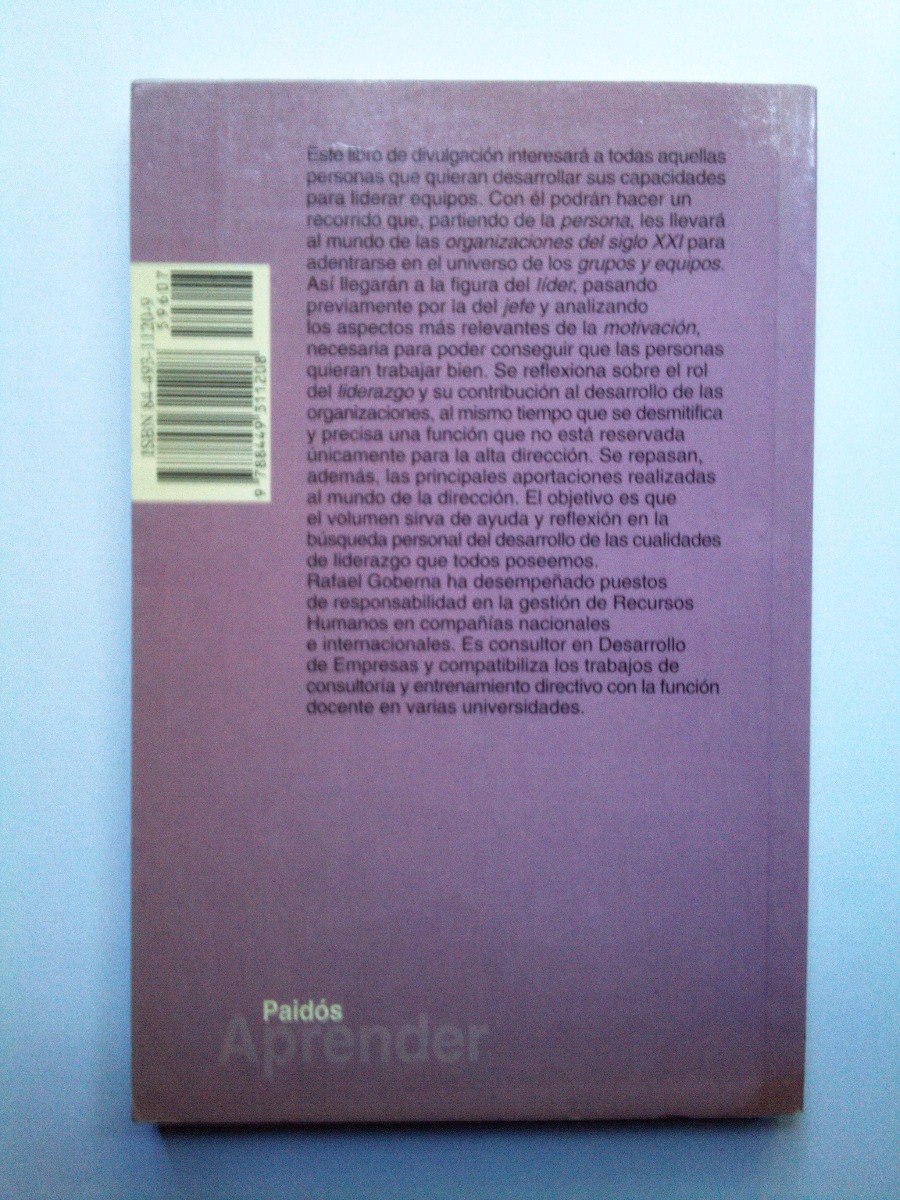 Este libro de divulgación interesará a todas aquellas
personas que quieran desarrollar sus capacidades
para liderar equipos. Con él podrán hacer un
recorrido que, partiendo de la persona, les llevará
al mundo de las organizaciones del siglo XXI para
adentrarse en el universo de los grupos y equipos.
Así llegarán a la figura del líder, pasando
previamente por la del jefe y analizando
los aspectos más relevantes de la motivación,
necesaria para poder conseguir que las personas
quieran trabajar bien. Se reflexiona sobre el rol
del liderazgo y su contribución al desarrollo de las
organizaciones, al mismo tiempo que se desmitifica
y precisa una función que no está reservada
únicamente para la alta dirección. Se repasan,
además, las principales aportaciones realizadas
al mundo de la dirección. El objetivo es que
el volumen sirva de ayuda y reflexión en la
búsqueda personal del desarrollo de las cualidades
de liderazgo que todos poseemos.
Rafael Goberna ha desempeñado puestos
de responsabilidad en la gestión de Recursos
Humanos en compañías nacionales
e internacionales. Es consultor en Desarrollo
de Empresas y compatibiliza los trabajos de
consultoría y entrenamiento directivo con la función
docente en varias universidades.
ISBN 84-493-1120-9
59607
9 788449 311208
Paidós
Aprender